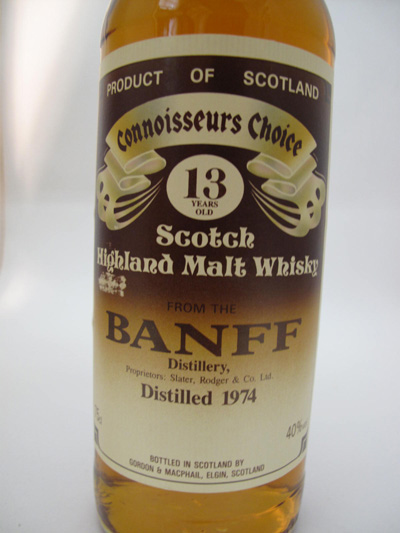 PRODUCT OF SCOTLAND
Connoisseurs Choice
13
YEARS
OLD
Scotch
Highland Malt Whisky
FROM THE
BANFF
Distillery,
Proprietors: Slater, Rodger & Co. Ltd.
Distilled 1974
40%
BOTTLED IN SCOTLAND BY
GORDON & MACPHAIL, ELGIN, SCOTLAND